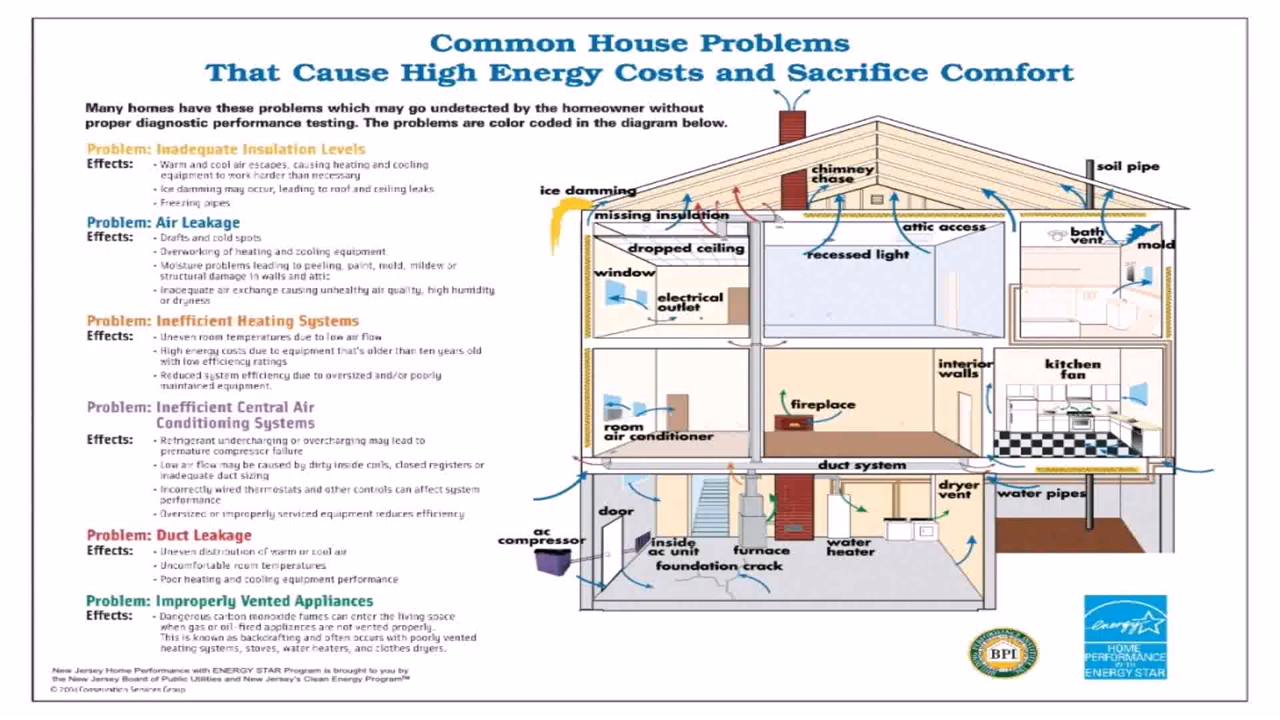 Common House Problems
That Cause High Energy Costs and Sacrifice Comfort
Many homes have these problems which may go undetected by the homeowner without
proper diagnostic performance testing. The problems are color coded in the diagram below.
Problem: Inadequate Insulation Levels
Effects: • Warm and cool air escapes, causing heating and cooling
equipment to work harder than necessary
• Ice damming may occur, leading to roof and ceiling leaks
• Freezing pipes
Problem: Air Leakage
Effects: • Drafts and cold spots
• Overworking of heating and cooling equipment
• Moisture problems leading to peeling, paint, mold, mildew or
structural damage in walls and attic
• Inadequate air exchange causing unhealthy air quality, high humidity
or dryness
Problem: Inefficient Heating Systems
Effects: • Uneven room temperatures due to low air flow
• High energy costs due to equipment that's older than ten years old
with low efficiency ratings
• Reduced system efficiency due to oversized and/or poorly
maintained equipment.
Problem: Inefficient Central Air
Conditioning Systems
Effects: • Refrigerant undercharging or overcharging may lead to
premature compressor failure
• Low air flow may be caused by dirty inside coils, closed registers or
inadequate duct sizing
• Incorrectly wired thermostats and other controls can affect system
performance
• Oversized or improperly serviced equipment reduces efficiency
Problem: Duct Leakage
Effects: • Uneven distribution of warm or cool air
• Uncomfortable room temperatures
• Poor heating and cooling equipment performance
Problem: Improperly Vented Appliances
Effects: • Dangerous carbon monoxide fumes can enter the living space
when gas or oil-fired appliances are not vented properly.
This is known as backdrafting and often occurs with poorly vented
heating systems, stoves, water heaters, and clothes dryers.
New Jersey Home Performance with ENERGY STAR Program is brought to you by
the New Jersey Board of Public Utilities and New Jersey's Clean Energy Program™
© 2004 Conservation Services Group
chimney
chase
soil pipe
ice damming
missing insulation
attic access
bath
vent
mold
dropped ceiling
recessed light
window
electrical
outlet
interior
walls
kitchen
fan
fireplace
room
air conditioner
duct system
dryer
vent
water pipes
door
ac
compressor
inside
ac unit
furnace
water
heater
foundation crack
BPI
energy
HOME
PERFORMANCE
WITH
ENERGY STAR